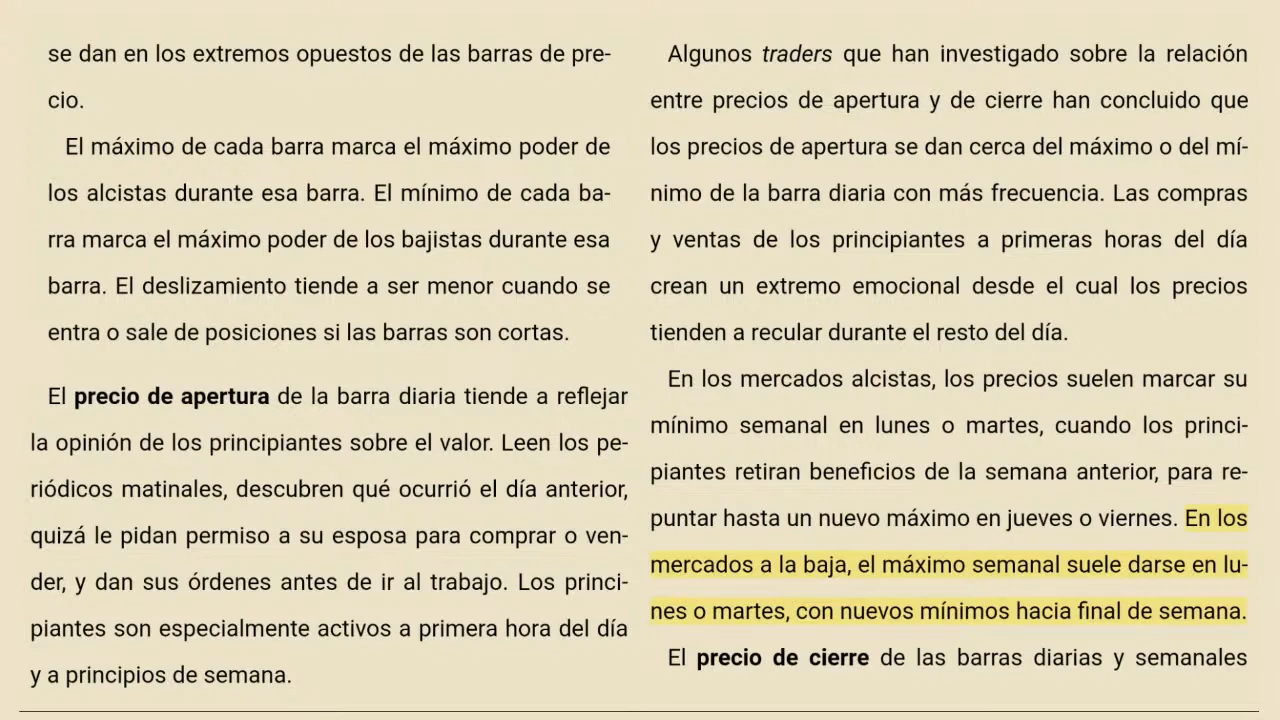 se dan en los extremos opuestos de las barras de pre-
cio.
El máximo de cada barra marca el máximo poder de
los alcistas durante esa barra. El mínimo de cada ba-
rra marca el máximo poder de los bajistas durante esa
barra. El deslizamiento tiende a ser menor cuando se
entra o sale de posiciones si las barras son cortas.
El precio de apertura de la barra diaria tiende a reflejar
la opinión de los principiantes sobre el valor. Leen los pe-
riódicos matinales, descubren qué ocurrió el día anterior,
quizá le pidan permiso a su esposa para comprar o ven-
der, y dan sus órdenes antes de ir al trabajo. Los princi-
piantes son especialmente activos a primera hora del día
y a principios de semana.
Algunos traders que han investigado sobre la relación
entre precios de apertura y de cierre han concluido que
los precios de apertura se dan cerca del máximo o del mí-
nimo de la barra diaria con más frecuencia. Las compras
y ventas de los principiantes a primeras horas del día
crean un extremo emocional desde el cual los precios
tienden a recular durante el resto del día.
En los mercados alcistas, los precios suelen marcar su
mínimo semanal en lunes o martes, cuando los princi-
piantes retiran beneficios de la semana anterior, para re-
puntar hasta un nuevo máximo en jueves o viernes. En los
mercados a la baja, el máximo semanal suele darse en lu-
nes o martes, con nuevos mínimos hacia final de semana.
El precio de cierre de las barras diarias y semanales